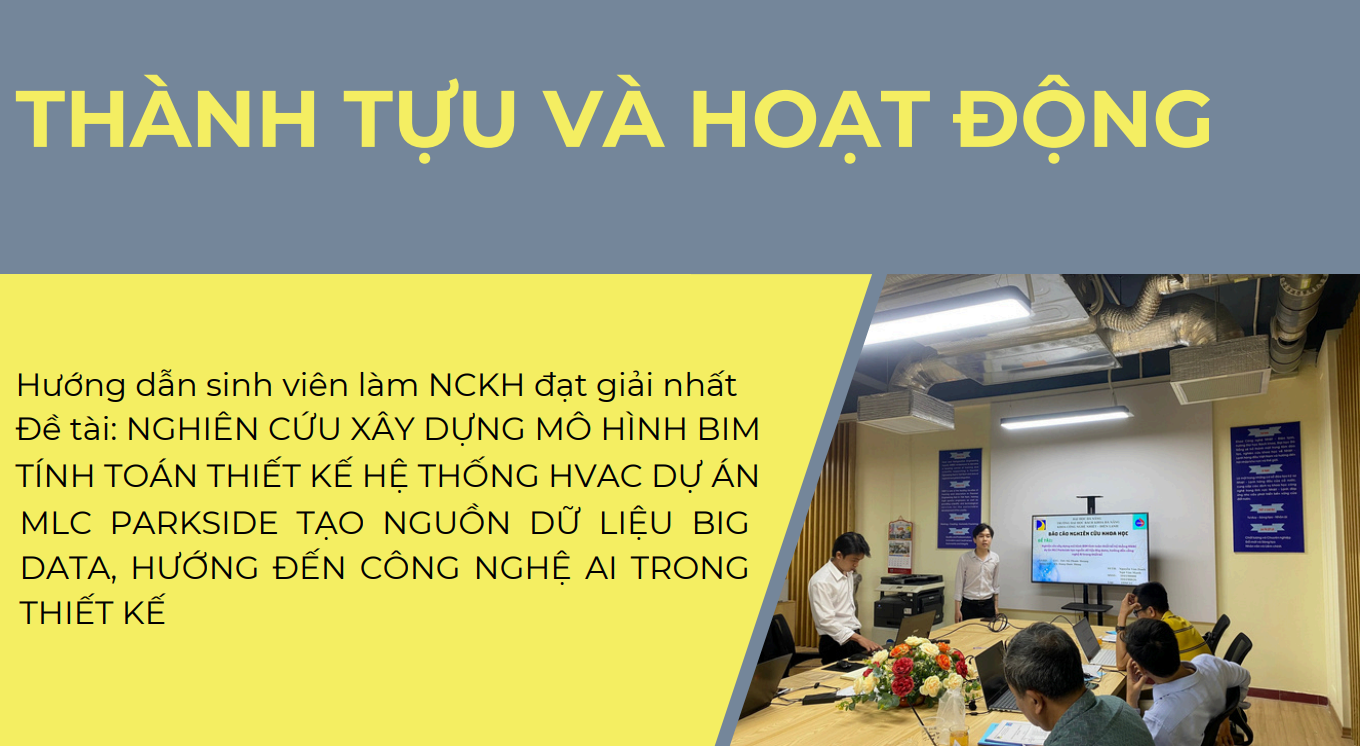 THÀNH TỰU VÀ HOẠT ĐỘNG
Hướng dẫn sinh viên làm NCKH đạt giải nhất
Đề tài: NGHIÊN CỨU XÂY DỰNG MÔ HÌNH BIM
TÍNH TOÁN THIẾT KẾ HỆ THỐNG HVAC DỰ ÁN
MLC PARKSIDE TẠO NGUỒN DỮ LIỆU BIG
DATA, HƯỚNG ĐẾN CÔNG NGHỆ AI TRONG
THIẾT KẾ
BÁO CÁO NGHIÊN CỨU KHOA HỌC